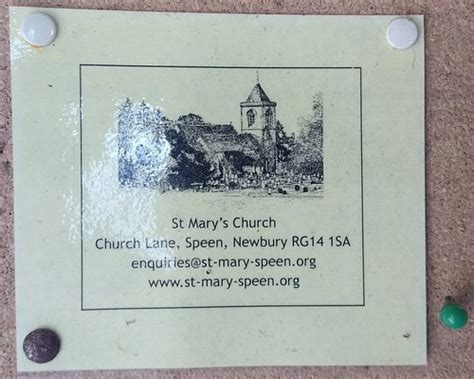 St Mary's Church
Church Lane, Speen, Newbury RG14 1SA
enquiries@st-mary-speen.org
www.st-mary-speen.org